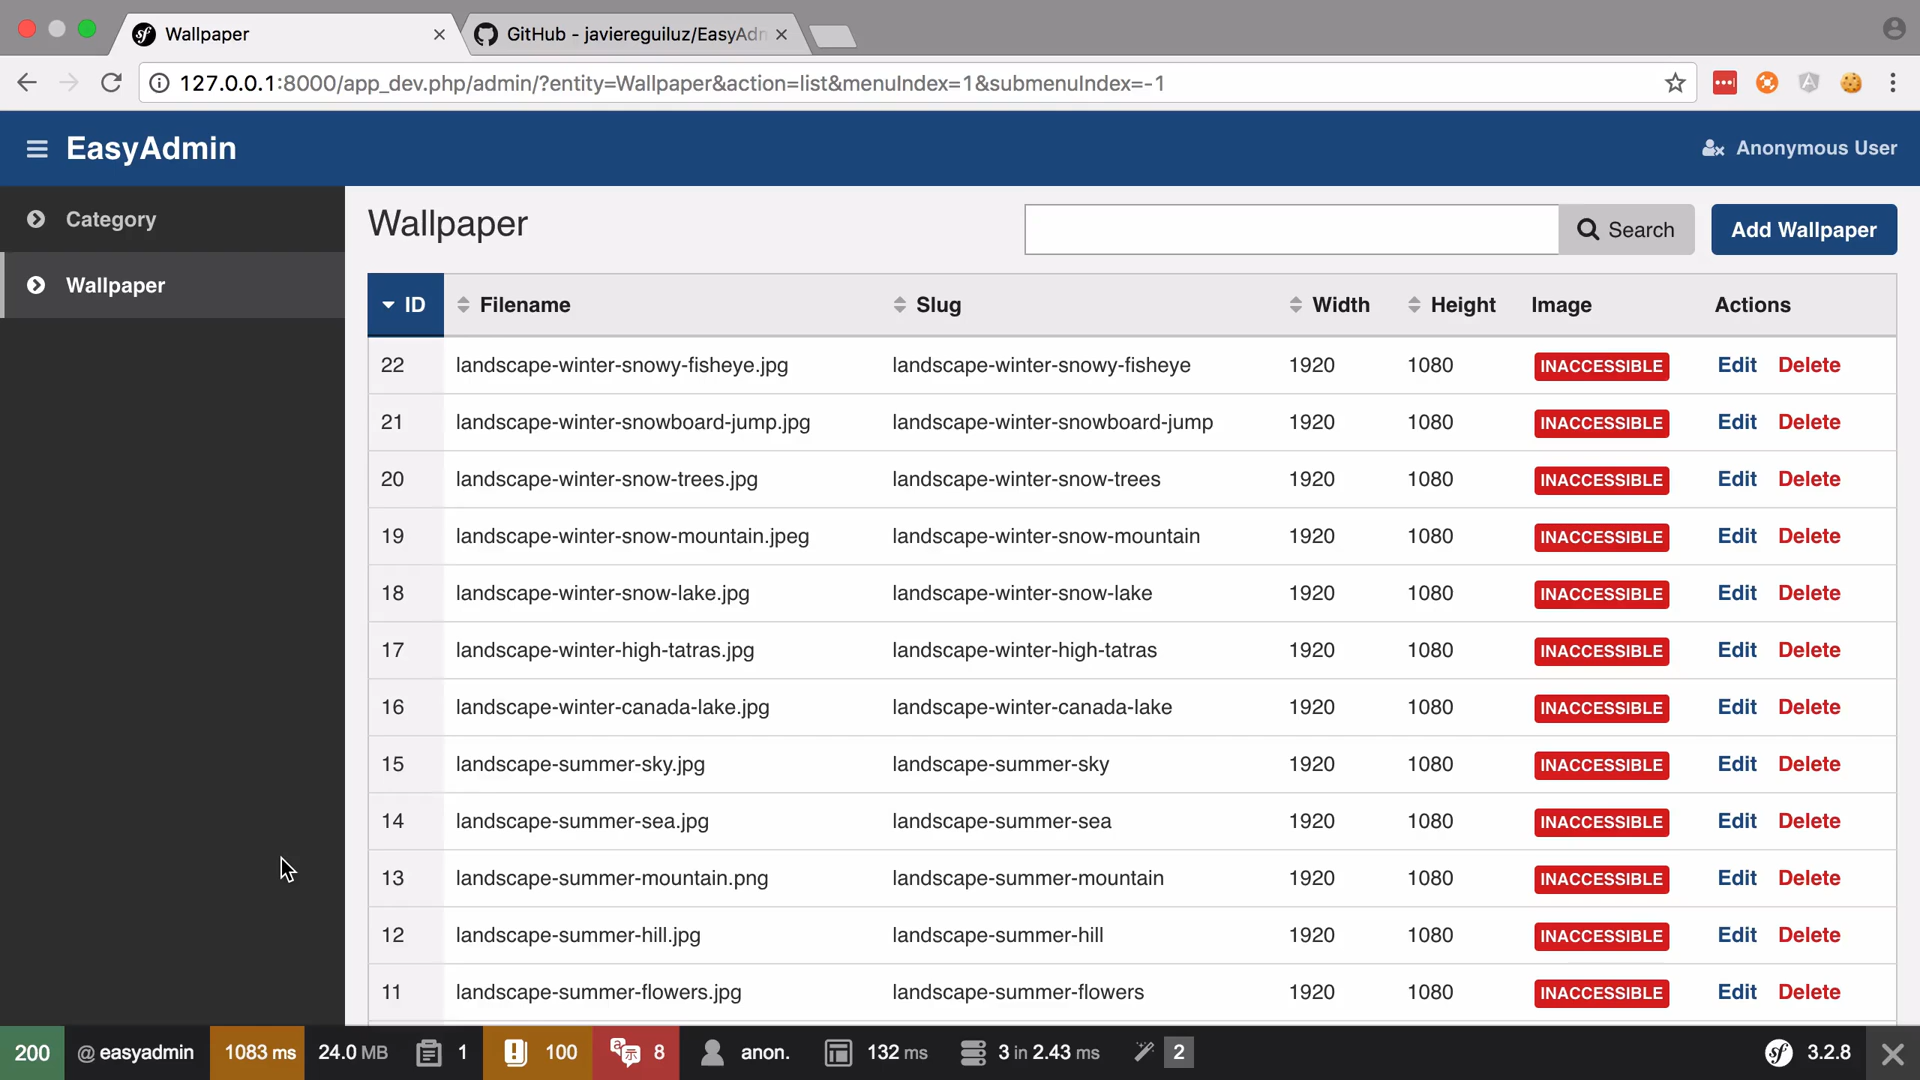 Wallpaper
GitHub - javiereguiluz/EasyAdn
127.0.0.1:8000/app_dev.php/admin/?entity=Wallpaper&action=list&menuIndex=1&submenuIndex=-1
EasyAdmin
Anonymous User
Category
Wallpaper
Wallpaper
Search
Add Wallpaper
ID Filename Slug Width Height Image Actions
22 landscape-winter-snowy-fisheye.jpg landscape-winter-snowy-fisheye 1920 1080 INACCESSIBLE Edit Delete
21 landscape-winter-snowboard-jump.jpg landscape-winter-snowboard-jump 1920 1080 INACCESSIBLE Edit Delete
20 landscape-winter-snow-trees.jpg landscape-winter-snow-trees 1920 1080 INACCESSIBLE Edit Delete
19 landscape-winter-snow-mountain.jpeg landscape-winter-snow-mountain 1920 1080 INACCESSIBLE Edit Delete
18 landscape-winter-snow-lake.jpg landscape-winter-snow-lake 1920 1080 INACCESSIBLE Edit Delete
17 landscape-winter-high-tatras.jpg landscape-winter-high-tatras 1920 1080 INACCESSIBLE Edit Delete
16 landscape-winter-canada-lake.jpg landscape-winter-canada-lake 1920 1080 INACCESSIBLE Edit Delete
15 landscape-summer-sky.jpg landscape-summer-sky 1920 1080 INACCESSIBLE Edit Delete
14 landscape-summer-sea.jpg landscape-summer-sea 1920 1080 INACCESSIBLE Edit Delete
13 landscape-summer-mountain.png landscape-summer-mountain 1920 1080 INACCESSIBLE Edit Delete
12 landscape-summer-hill.jpg landscape-summer-hill 1920 1080 INACCESSIBLE Edit Delete
11 landscape-summer-flowers.jpg landscape-summer-flowers 1920 1080 INACCESSIBLE Edit Delete
200 @ easyadmin 1083 ms 24.0 MB 1 100 8 anon. 132 ms 3 in 2.43 ms 2 3.2.8